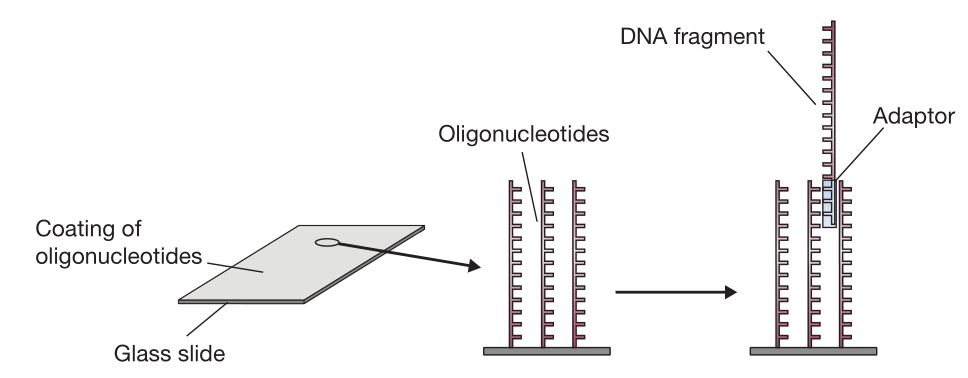 DNA fragment
Adaptor
Oligonucleotides
Coating of
oligonucleotides
Glass slide